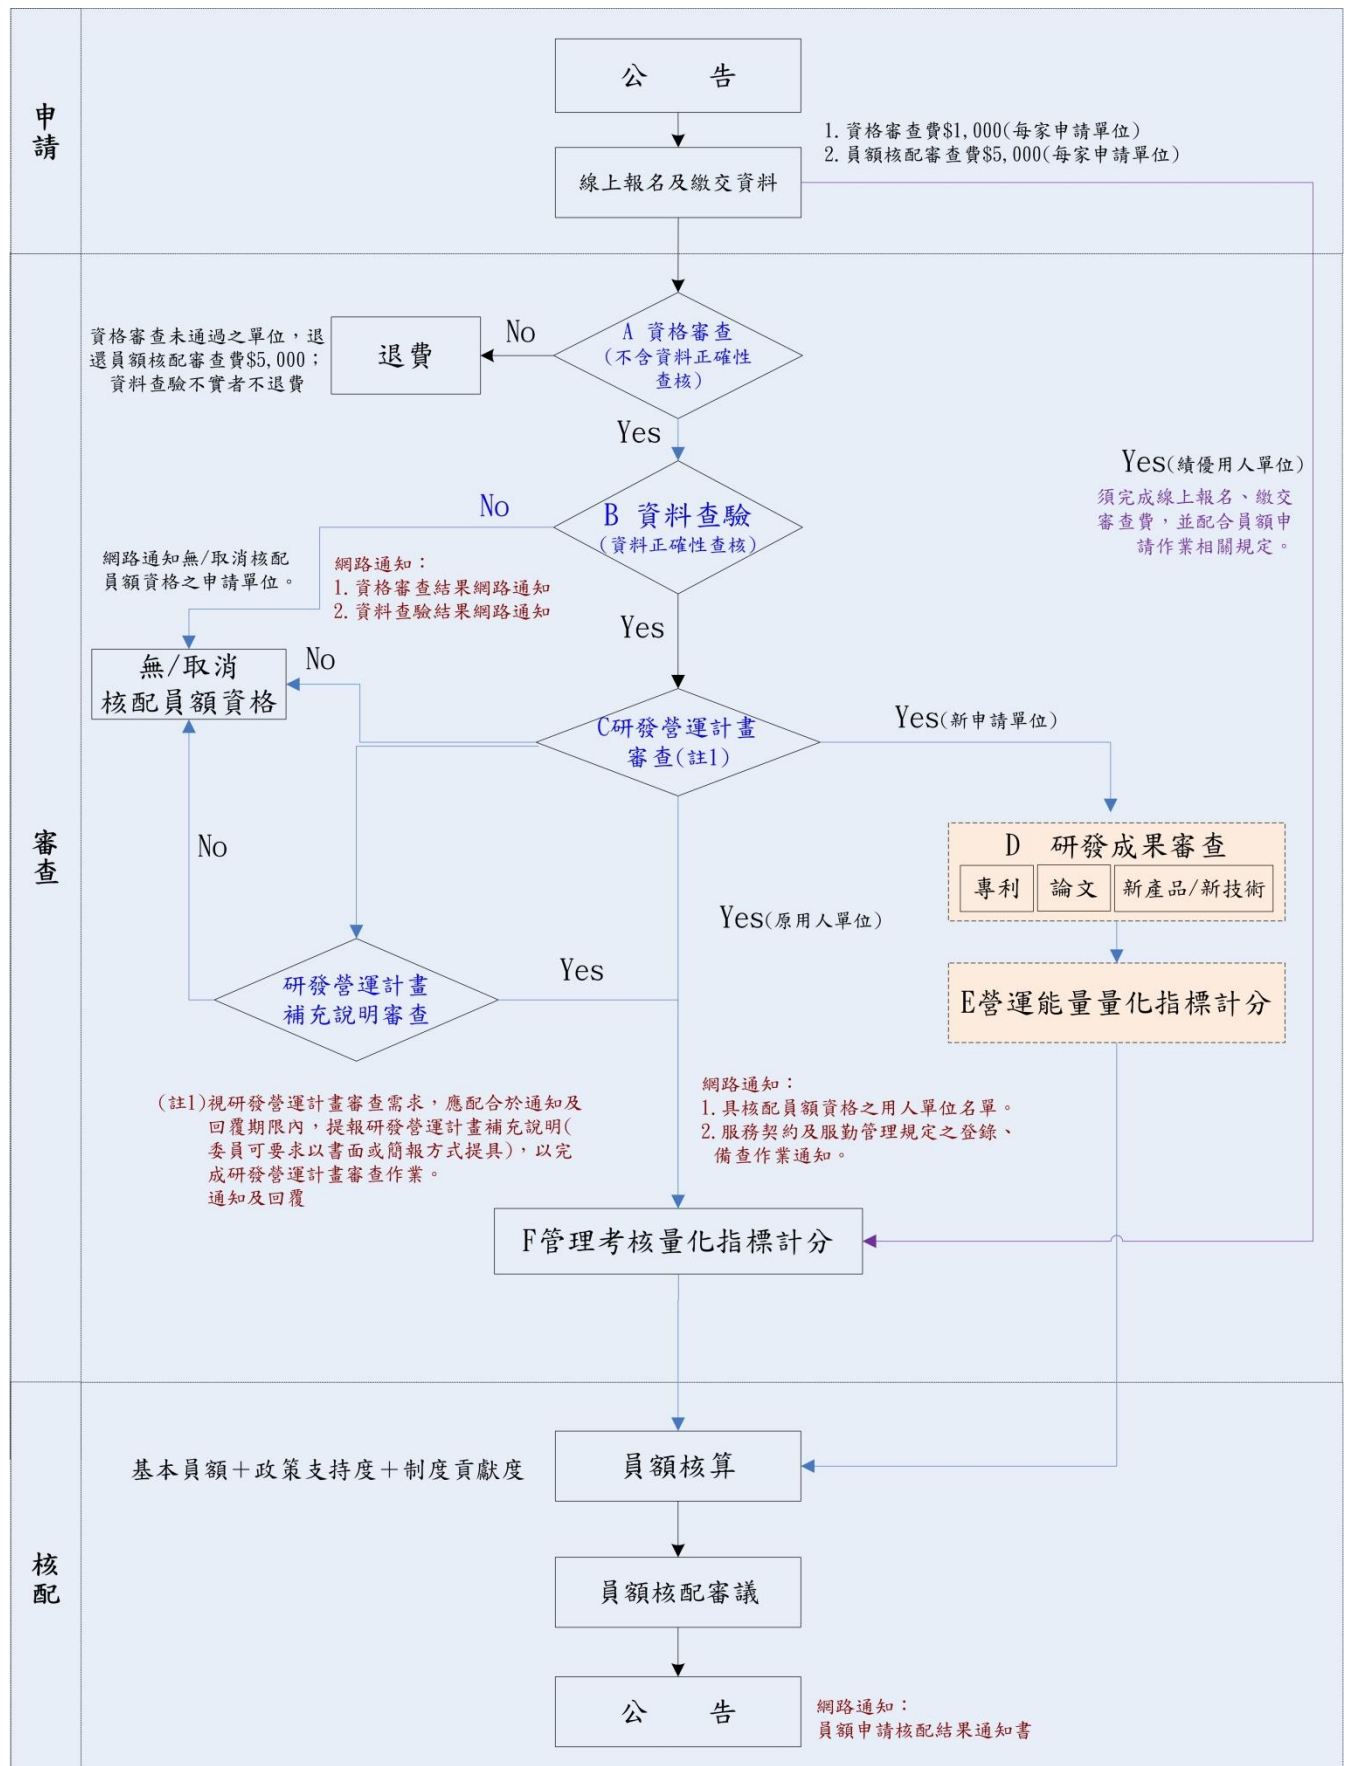 申請
公　　告
1. 資格審查費$1,000(每家申請單位)
2. 員額核配審查費$5,000(每家申請單位)
線上報名及繳交資料
審查
A 資格審查
(不含資料正確性
查核)
No
退費
資格審查未通過之單位，退
還員額核配審查費$5,000；
資料查驗不實者不退費
Yes
Yes(績優用人單位)
須完成線上報名、繳交
審查費，並配合員額申
請作業相關規定。
B 資料查驗
(資料正確性查核)
No
網路通知無/取消核配
員額資格之申請單位。
網路通知：
1. 資格審查結果網路通知
2. 資料查驗結果網路通知
Yes
無/取消
核配員額資格
No
C研發營運計畫
審查(註1)
Yes(新申請單位)
D　研發成果審查
專利
論文
新產品/新技術
No
Yes(原用人單位)
研發營運計畫
補充說明審查
Yes
E營運能量量化指標計分
(註1)視研發營運計畫審查需求，應配合於通知及
回覆期限內，提報研發營運計畫補充說明(
委員可要求以書面或簡報方式提具)，以完
成研發營運計畫審查作業。
通知及回覆
網路通知：
1. 具核配員額資格之用人單位名單。
2. 服務契約及服勤管理規定之登錄、
備查作業通知。
F管理考核量化指標計分
核配
基本員額＋政策支持度＋制度貢獻度
員額核算
員額核配審議
公　　告
網路通知：
員額申請核配結果通知書